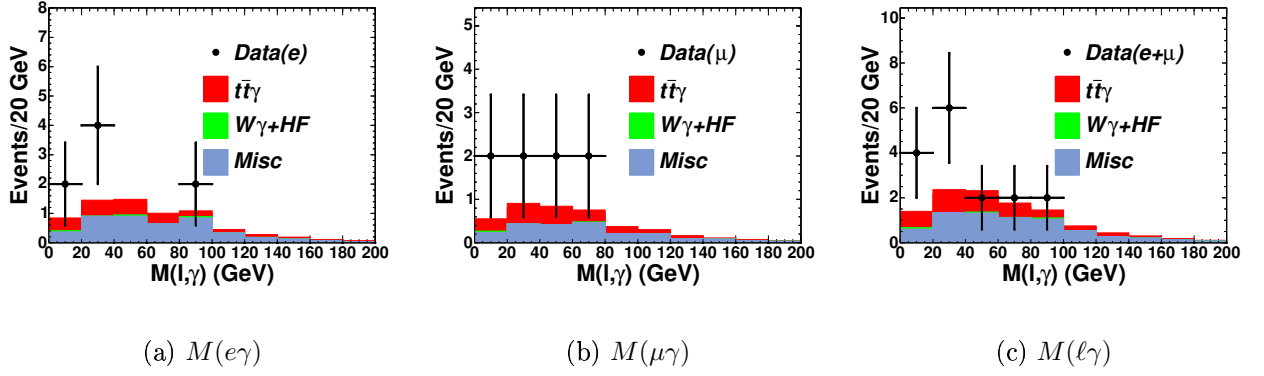 Events/20 GeV
8
7
6
5
4
3
2
1
0
Data(e)
tt̄γ
Wγ+HF
Misc
0 20 40 60 80 100 120 140 160 180 200
M(l,γ) (GeV)
(a) M(eγ)
Events/20 GeV
5
4
3
2
1
0
Data(μ)
tt̄γ
Wγ+HF
Misc
0 20 40 60 80 100 120 140 160 180 200
M(l,γ) (GeV)
(b) M(μγ)
Events/20 GeV
10
8
6
4
2
0
Data(e+μ)
tt̄γ
Wγ+HF
Misc
0 20 40 60 80 100 120 140 160 180 200
M(l,γ) (GeV)
(c) M(ℓγ)